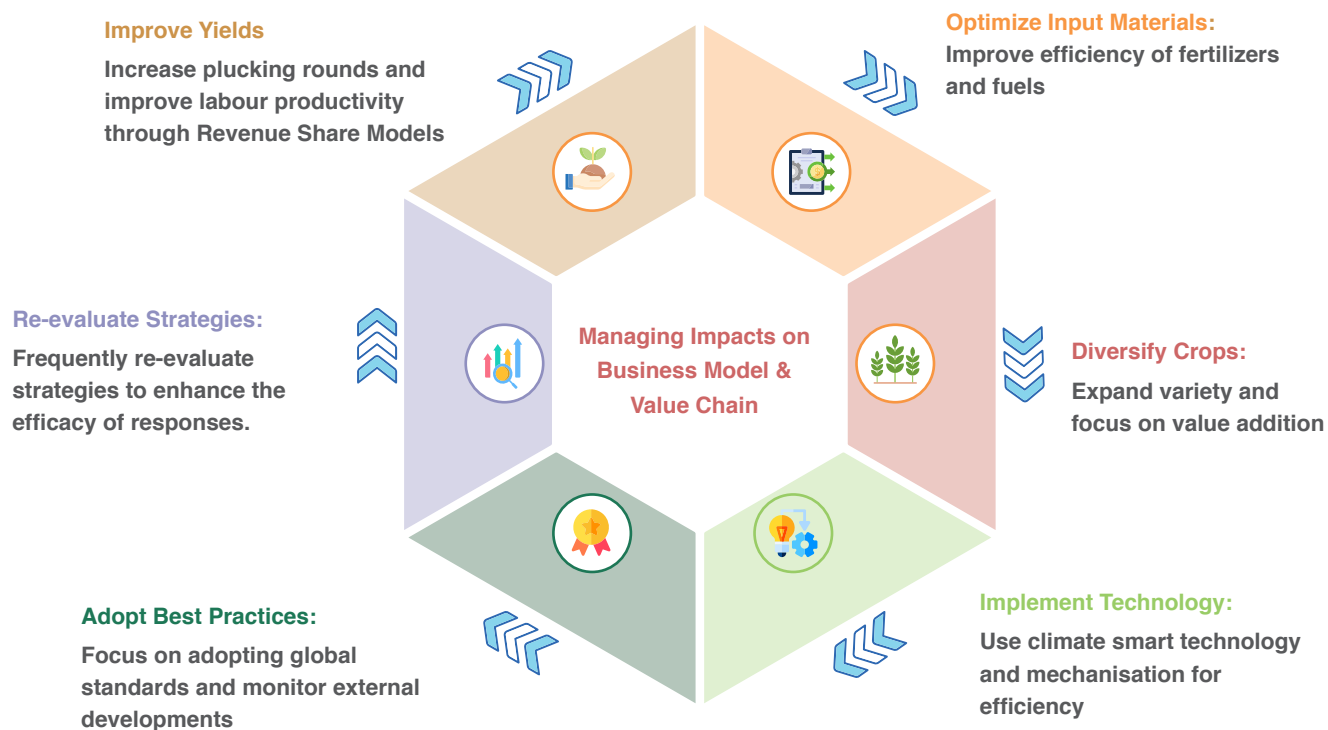 Improve Yields
Increase plucking rounds and
improve labour productivity
through Revenue Share Models
Optimize Input Materials:
Improve efficiency of fertilizers
and fuels
Re-evaluate Strategies:
Frequently re-evaluate
strategies to enhance the
efficacy of responses.
Managing Impacts on
Business Model &
Value Chain
Diversify Crops:
Expand variety and
focus on value addition
Adopt Best Practices:
Focus on adopting global
standards and monitor external
developments
Implement Technology:
Use climate smart technology
and mechanisation for
efficiency